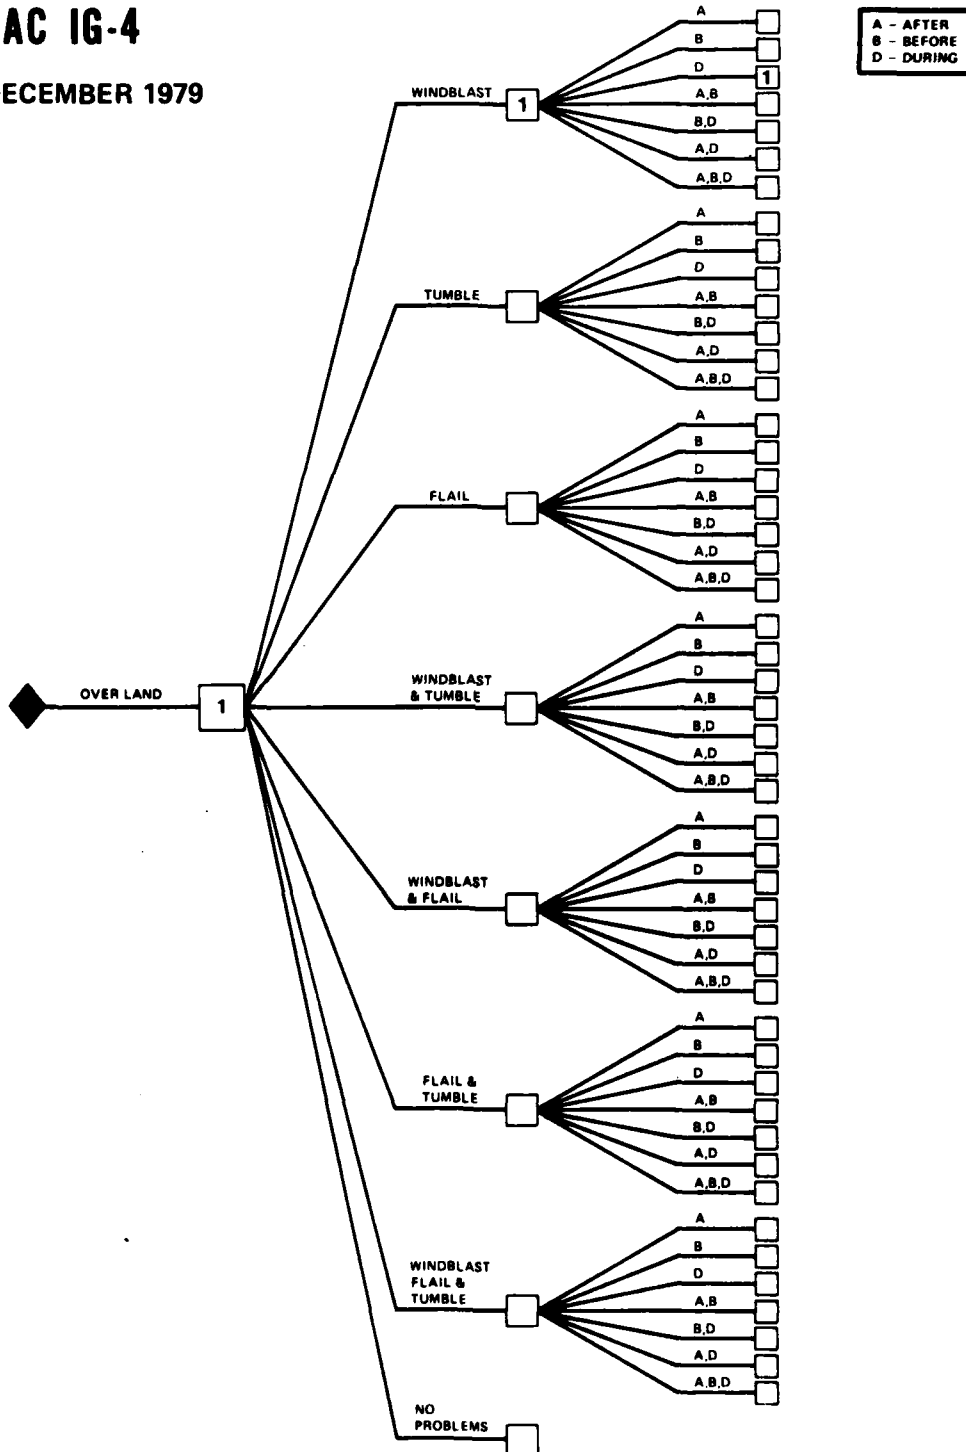 AC IG-4
ECEMBER 1979
A - AFTER
B - BEFORE
D - DURING
OVER LAND
1
WINDBLAST
1
A
B
D
1
A,B
B,D
A,D
A,B,D
TUMBLE
A
B
D
A,B
B,D
A,D
A,B,D
FLAIL
A
B
D
A,B
B,D
A,D
A,B,D
WINDBLAST
& TUMBLE
A
B
D
A,B
B,D
A,D
A,B,D
WINDBLAST
& FLAIL
A
B
D
A,B
B,D
A,D
A,B,D
FLAIL &
TUMBLE
A
B
D
A,B
B,D
A,D
A,B,D
WINDBLAST
FLAIL &
TUMBLE
A
B
D
A,B
B,D
A,D
A,B,D
NO
PROBLEMS